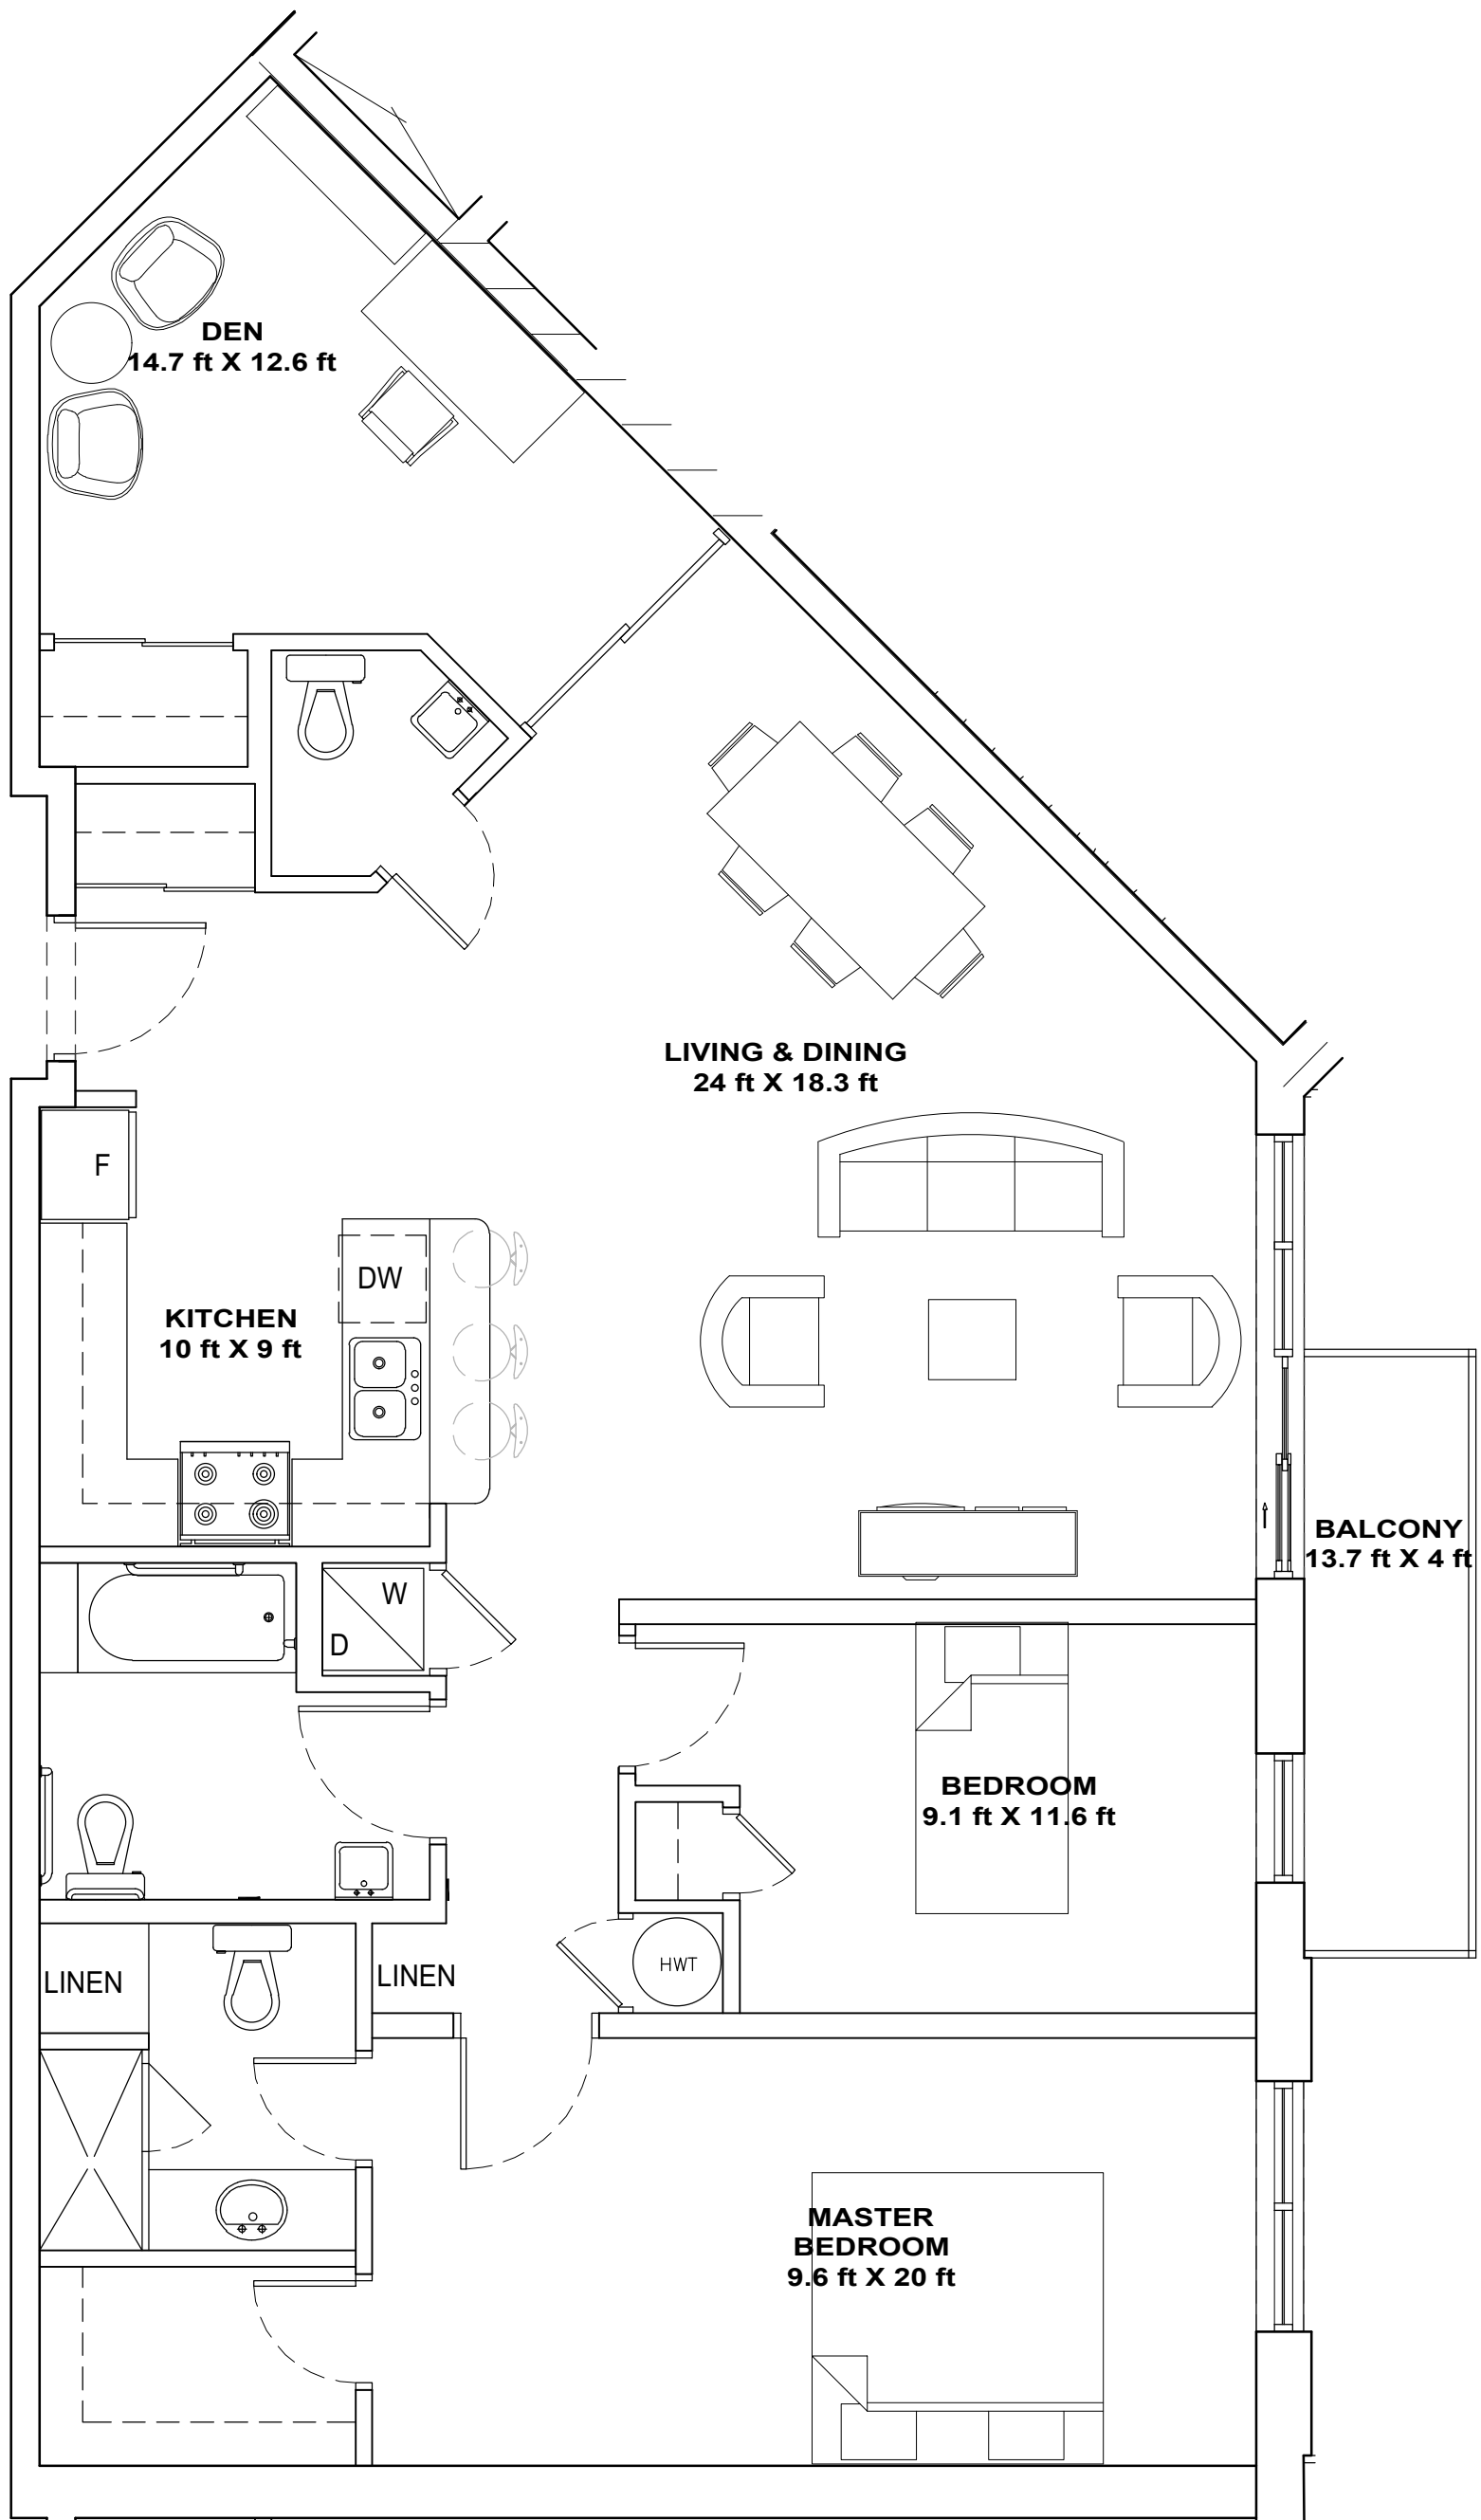 DEN
14.7 ft X 12.6 ft
LIVING & DINING
24 ft X 18.3 ft
F
DW
KITCHEN
10 ft X 9 ft
BALCONY
13.7 ft X 4 ft
W
D
BEDROOM
9.1 ft X 11.6 ft
HWT
LINEN
LINEN
MASTER
BEDROOM
9.6 ft X 20 ft